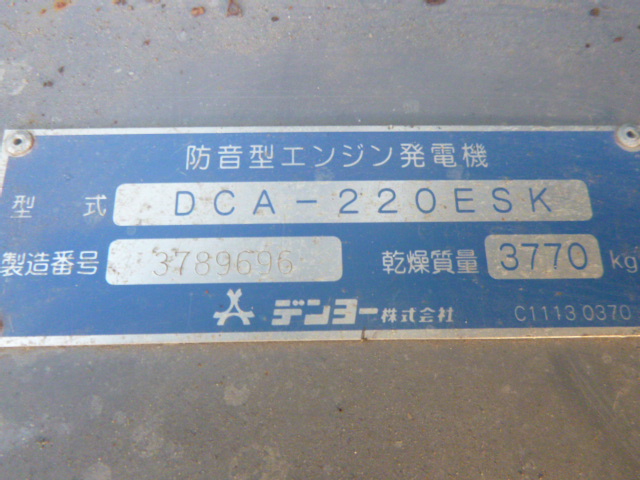 防音型エンジン発電機
型式 DCA-220ESK
製造番号 3789696 乾燥質量 3770 kg
デンヨー株式会社 C1113 0370